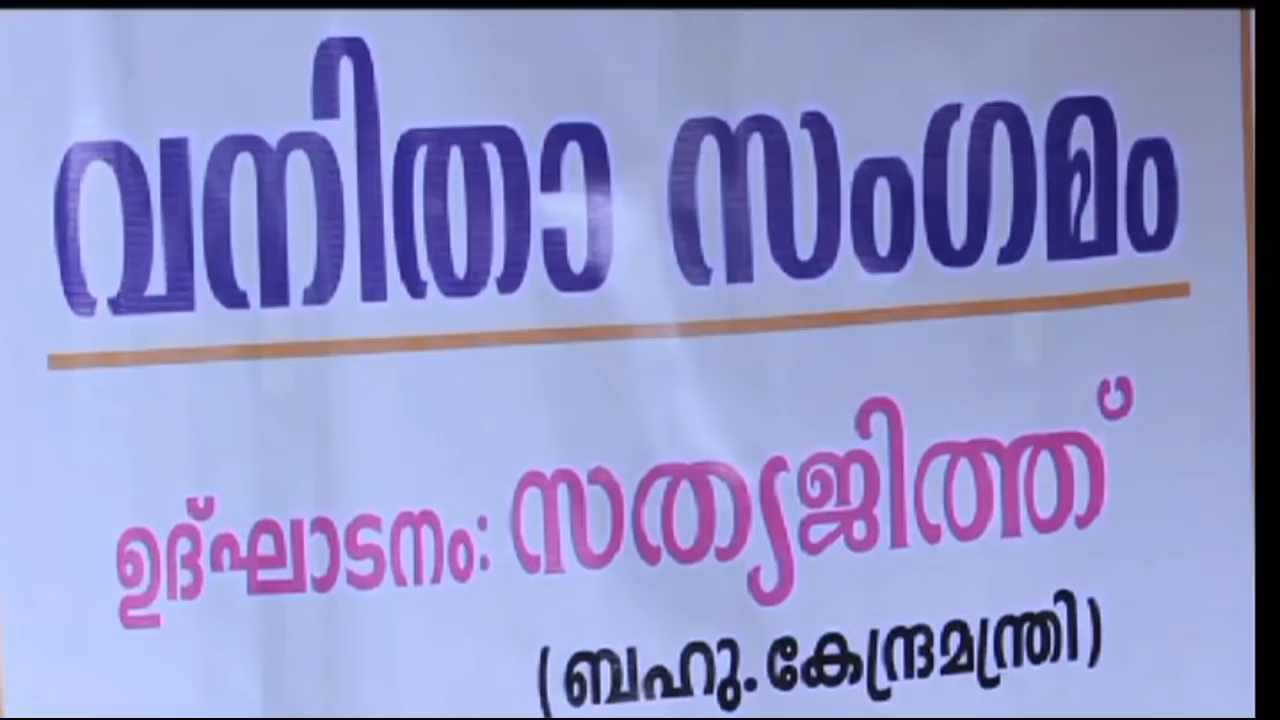 വനിതാ സംഗമം
ഉദ്ഘാടനം: സത്യജിത്ത്
(ബഹു.കേന്ദ്രമന്ത്രി)